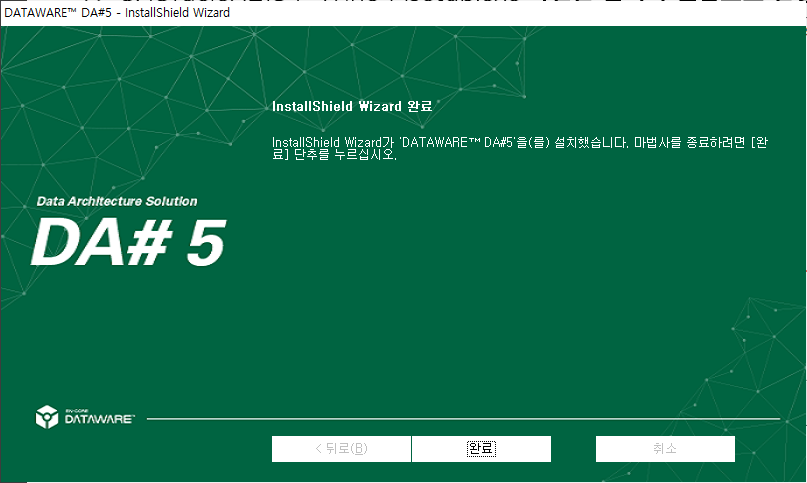 DATAWARE™ DA#5 - InstallShield Wizard
InstallShield Wizard 완료
InstallShield Wizard가 'DATAWARE™ DA#5'을(를) 설치했습니다. 마법사를 종료하려면 [완
료] 단추를 누르십시오.
Data Architecture Solution
DA# 5
EN-CORE
DATAWARE™
< 뒤로(B)
완료
취소